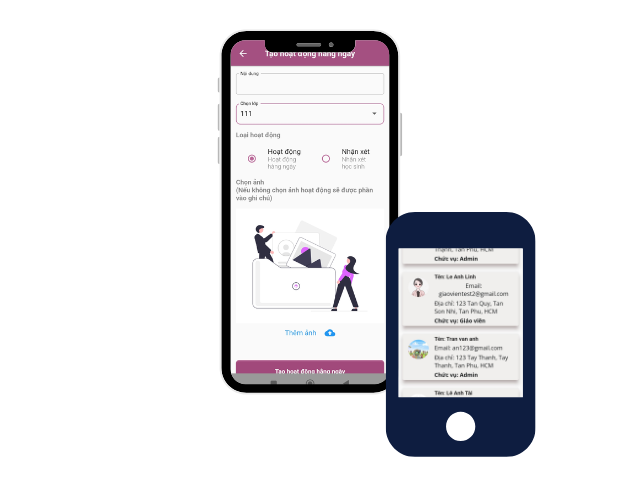 Tạo hoạt động hằng ngày
Nội dung
Chọn lớp
111
Loại hoạt động
Hoạt động
Hoạt động
hằng ngày
Nhận xét
Nhận xét
học sinh
Chọn ảnh
(Nếu không chọn ảnh hoạt động sẽ được phân
vào ghi chú)
Thêm ảnh
Tạo hoạt động hằng ngày
Thạnh, Tân Phú, HCM
Chức vụ: Admin
Tên: Le Anh Linh
Email:
giaovientest2@gmail.com
Địa chỉ: 123 Tan Quy, Tan
Son Nhi, Tan Phu, HCM
Chức vụ: Giáo viên
Tên: Tran van anh
Email: an123@gmail.com
Địa chỉ: 123 Tay Thanh, Tay
Thanh, Tan Phu, HCM
Chức vụ: Admin
Tên: Lê Anh Tài